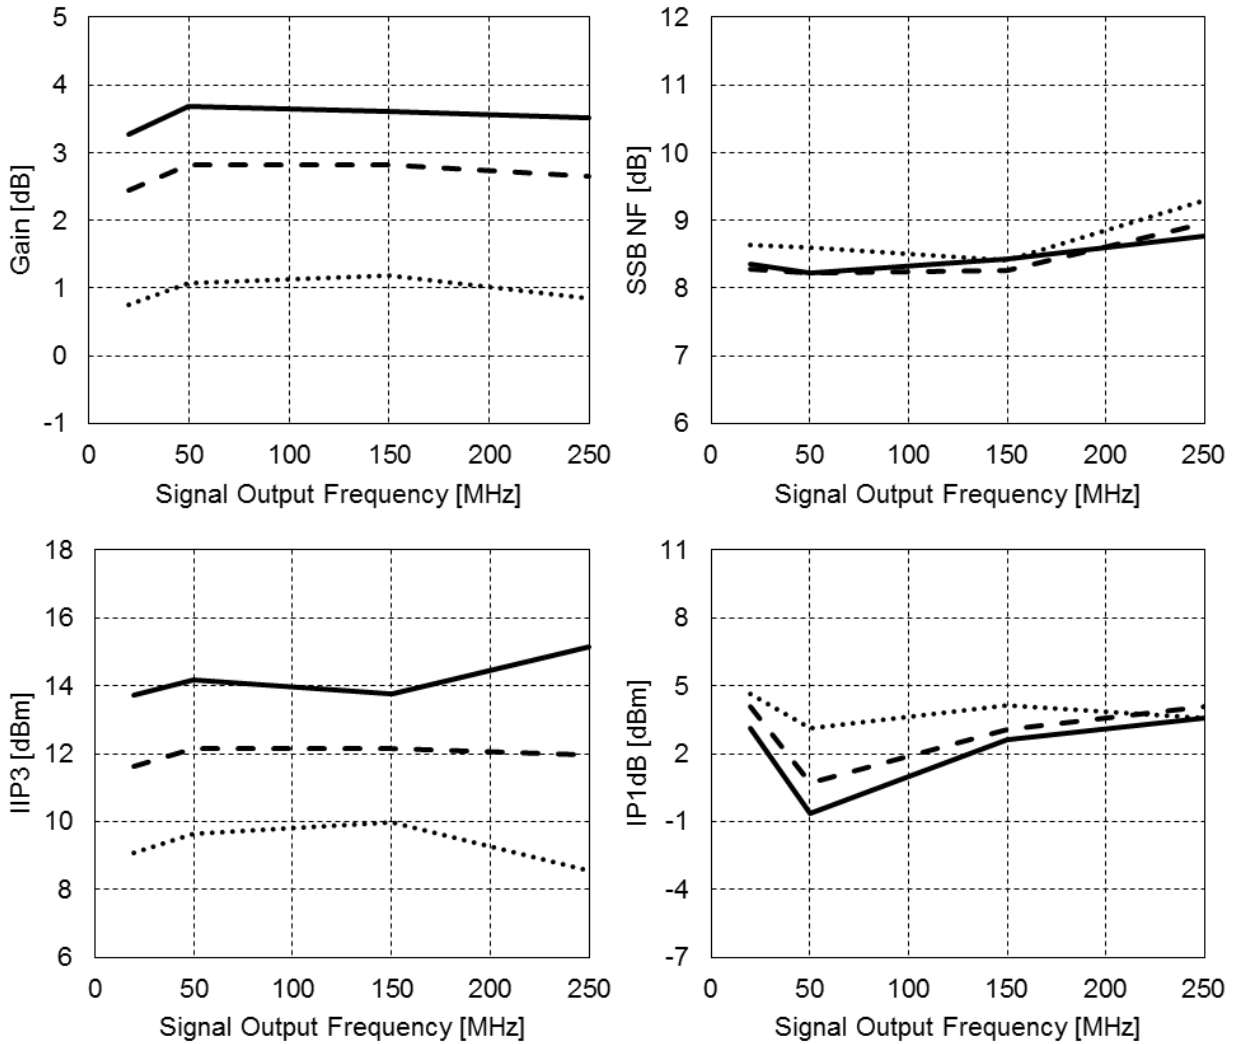 5
4
3
2
1
0
-1
Gain [dB]
0 50 100 150 200 250
Signal Output Frequency [MHz]
12
11
10
9
8
7
6
SSB NF [dB]
0 50 100 150 200 250
Signal Output Frequency [MHz]
18
16
14
12
10
8
6
IIP3 [dBm]
0 50 100 150 200 250
Signal Output Frequency [MHz]
11
8
5
2
-1
-4
-7
IP1dB [dBm]
0 50 100 150 200 250
Signal Output Frequency [MHz]